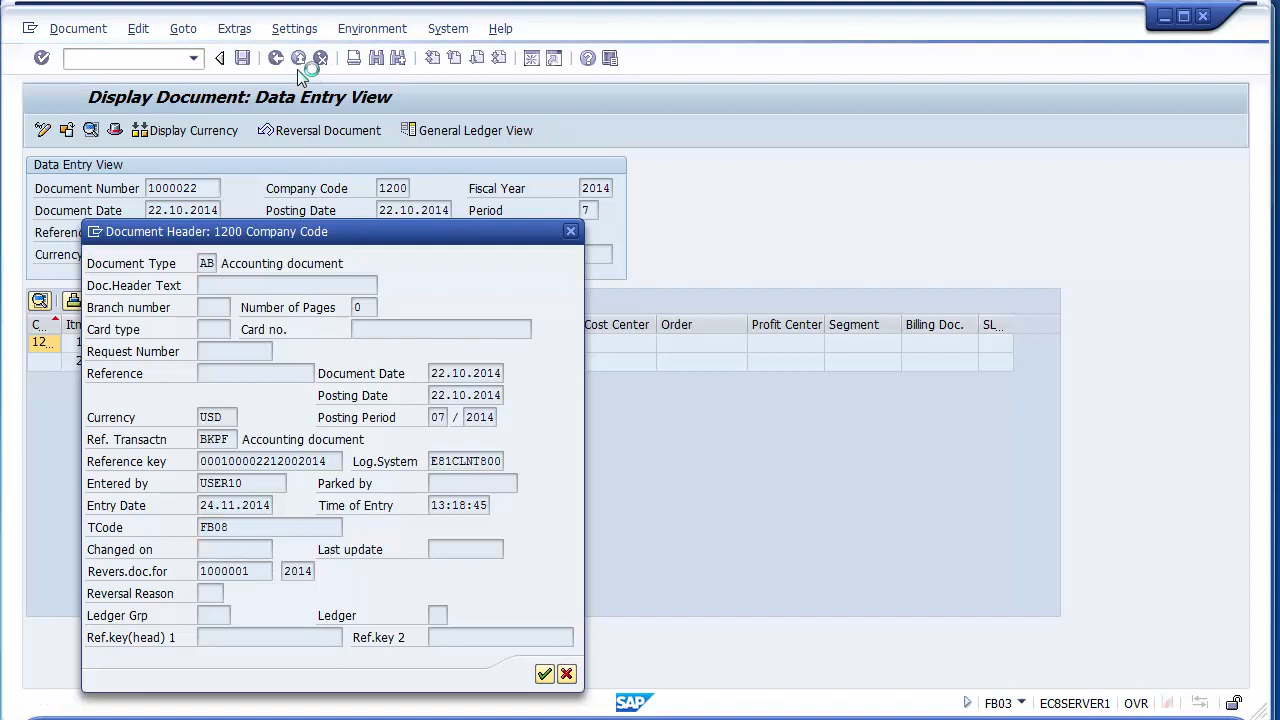 Document Edit Goto Extras Settings Environment System Help
Display Document: Data Entry View
Display Currency Reversal Document General Ledger View
Data Entry View
Document Number 1000022 Company Code 1200 Fiscal Year 2014
Document Date 22.10.2014 Posting Date 22.10.2014 Period 7
Document Header: 1200 Company Code
Currency
C.. Itn Cost Center Order Profit Center Segment Billing Doc. SL..
12... 1
2
Document Type AB Accounting document
Doc.Header Text
Branch number Number of Pages 0
Card type Card no.
Request Number
Reference Document Date 22.10.2014
Posting Date 22.10.2014
Currency USD Posting Period 07 / 2014
Ref. Transactn BKPF Accounting document
Reference key 000100002212002014 Log.System E81CLNT800
Entered by USER10 Parked by
Entry Date 24.11.2014 Time of Entry 13:18:45
TCode FB08
Changed on Last update
Revers.doc.for 1000001 2014
Reversal Reason
Ledger Grp Ledger
Ref.key(head) 1 Ref.key 2
SAP FB03 EC8SERVER1 OVR